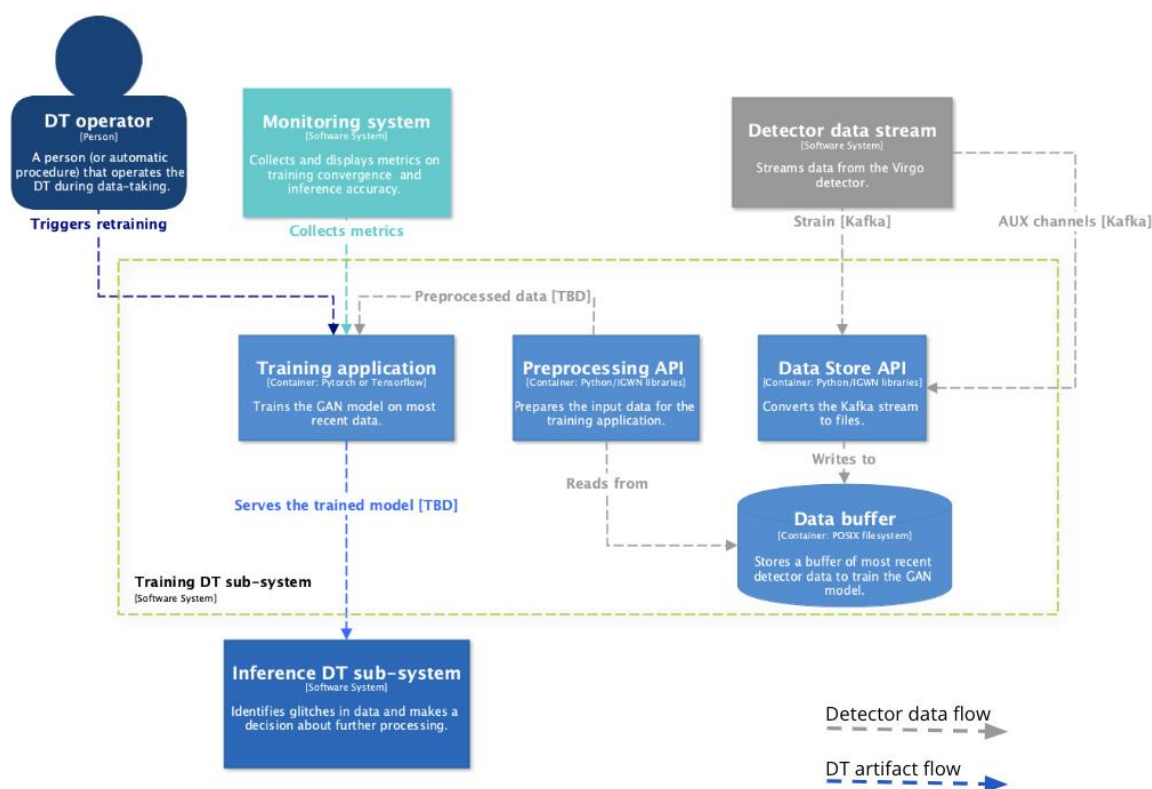 DT operator
[Person]
A person (or automatic
procedure) that operates the
DT during data-taking.
Monitoring system
[Software System]
Collects and displays metrics on
training convergence and
inference accuracy.
Detector data stream
[Software System]
Streams data from the Virgo
detector.
Triggers retraining
Collects metrics
Strain [Kafka]
AUX channels [Kafka]
Preprocessed data [TBD]
Training application
[Container: Pytorch or Tensorflow]
Trains the GAN model on most
recent data.
Preprocessing API
[Container: Python/IGWN libraries]
Prepares the input data for the
training application.
Data Store API
[Container: Python/IGWN libraries]
Converts the Kafka stream
to files.
Writes to
Reads from
Serves the trained model [TBD]
Data buffer
[Container: POSIX filesystem]
Stores a buffer of most recent
detector data to train the GAN
model.
Training DT sub-system
[Software System]
Inference DT sub-system
[Software System]
Identifies glitches in data and makes a
decision about further processing.
Detector data flow
DT artifact flow